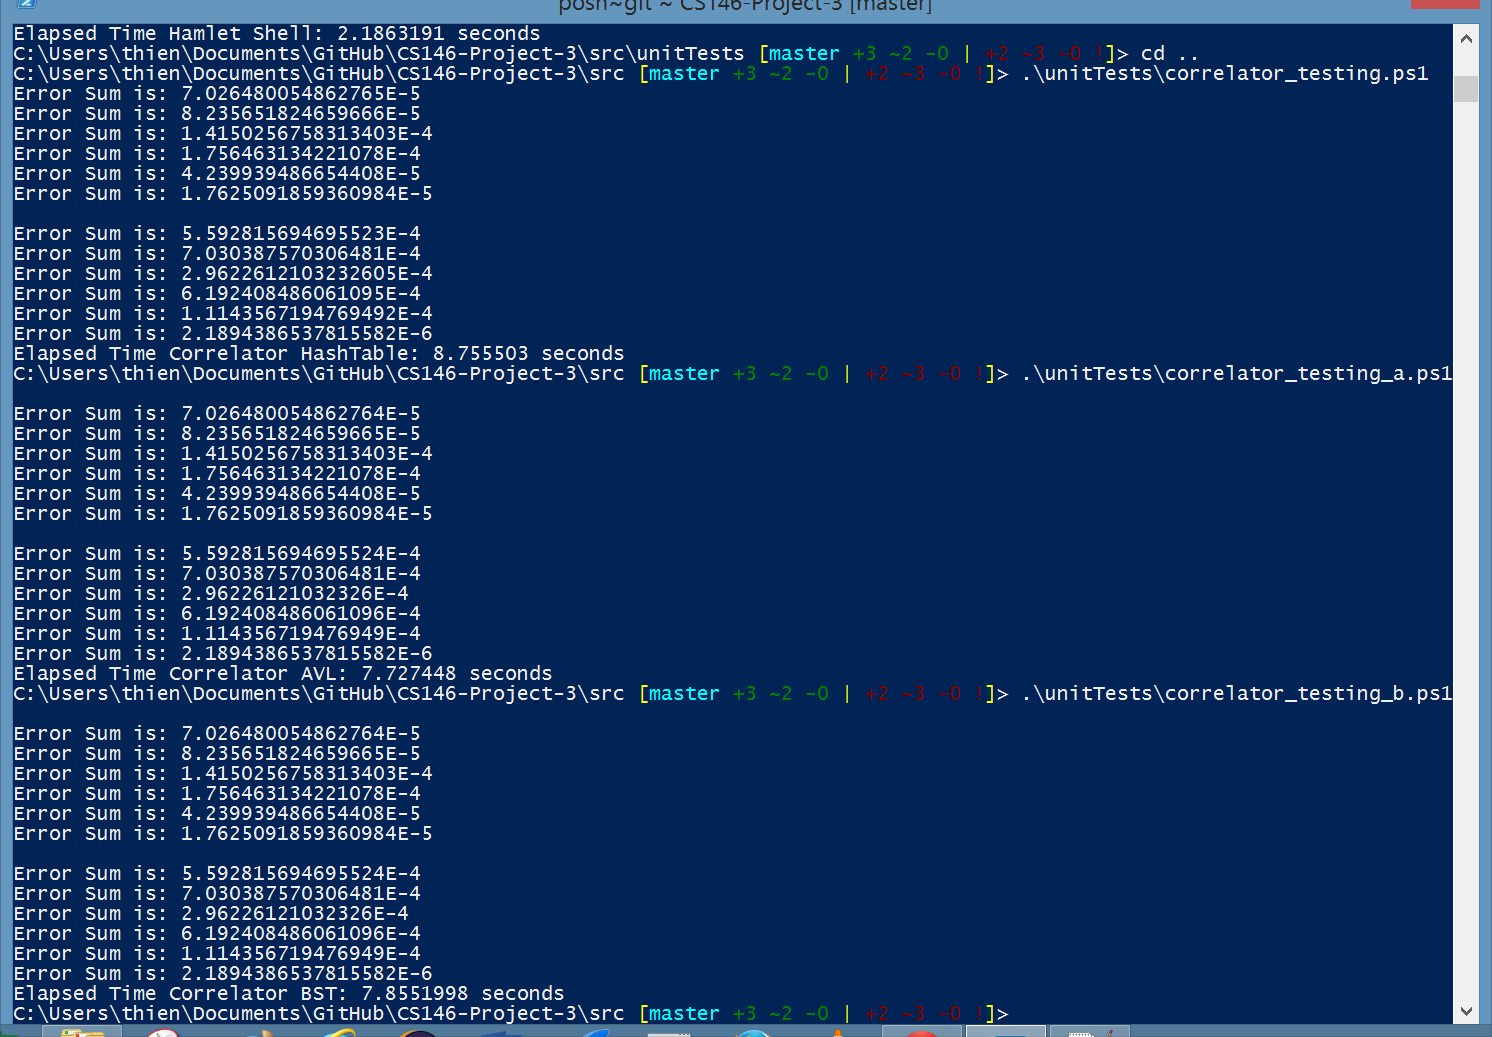 posh~git ~ CS146-Project-3 [master]
Elapsed Time Hamlet Shell: 2.1863191 seconds
C:\Users\thien\Documents\GitHub\CS146-Project-3\src\unitTests [master +3 ~2 -0 | +2 ~3 -0 !]> cd ..
C:\Users\thien\Documents\GitHub\CS146-Project-3\src [master +3 ~2 -0 | +2 ~3 -0 !]> .\unitTests\correlator_testing.ps1
Error Sum is: 7.026480054862765E-5
Error Sum is: 8.235651824659666E-5
Error Sum is: 1.4150256758313403E-4
Error Sum is: 1.756463134221078E-4
Error Sum is: 4.239939486654408E-5
Error Sum is: 1.7625091859360984E-5
Error Sum is: 5.592815694695523E-4
Error Sum is: 7.030387570306481E-4
Error Sum is: 2.9622612103232605E-4
Error Sum is: 6.192408486061095E-4
Error Sum is: 1.1143567194769492E-4
Error Sum is: 2.1894386537815582E-6
Elapsed Time Correlator HashTable: 8.755503 seconds
C:\Users\thien\Documents\GitHub\CS146-Project-3\src [master +3 ~2 -0 | +2 ~3 -0 !]> .\unitTests\correlator_testing_a.ps1
Error Sum is: 7.026480054862764E-5
Error Sum is: 8.235651824659665E-5
Error Sum is: 1.4150256758313403E-4
Error Sum is: 1.756463134221078E-4
Error Sum is: 4.239939486654408E-5
Error Sum is: 1.7625091859360984E-5
Error Sum is: 5.592815694695524E-4
Error Sum is: 7.030387570306481E-4
Error Sum is: 2.96226121032326E-4
Error Sum is: 6.192408486061096E-4
Error Sum is: 1.114356719476949E-4
Error Sum is: 2.1894386537815582E-6
Elapsed Time Correlator AVL: 7.727448 seconds
C:\Users\thien\Documents\GitHub\CS146-Project-3\src [master +3 ~2 -0 | +2 ~3 -0 !]> .\unitTests\correlator_testing_b.ps1
Error Sum is: 7.026480054862764E-5
Error Sum is: 8.235651824659665E-5
Error Sum is: 1.4150256758313403E-4
Error Sum is: 1.756463134221078E-4
Error Sum is: 4.239939486654408E-5
Error Sum is: 1.7625091859360984E-5
Error Sum is: 5.592815694695524E-4
Error Sum is: 7.030387570306481E-4
Error Sum is: 2.96226121032326E-4
Error Sum is: 6.192408486061096E-4
Error Sum is: 1.114356719476949E-4
Error Sum is: 2.1894386537815582E-6
Elapsed Time Correlator BST: 7.8551998 seconds
C:\Users\thien\Documents\GitHub\CS146-Project-3\src [master +3 ~2 -0 | +2 ~3 -0 !]>